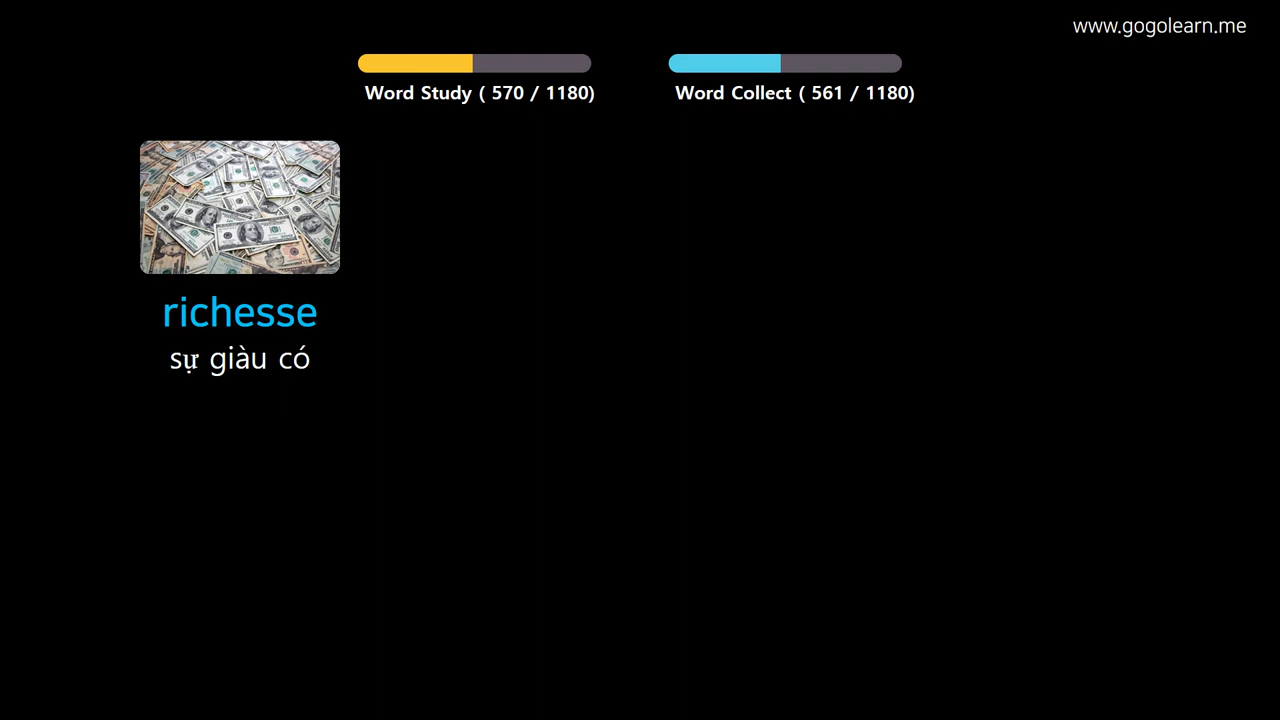 www.gogolearn.me
Word Study ( 570 / 1180)
Word Collect ( 561 / 1180)
richesse
sự giàu có